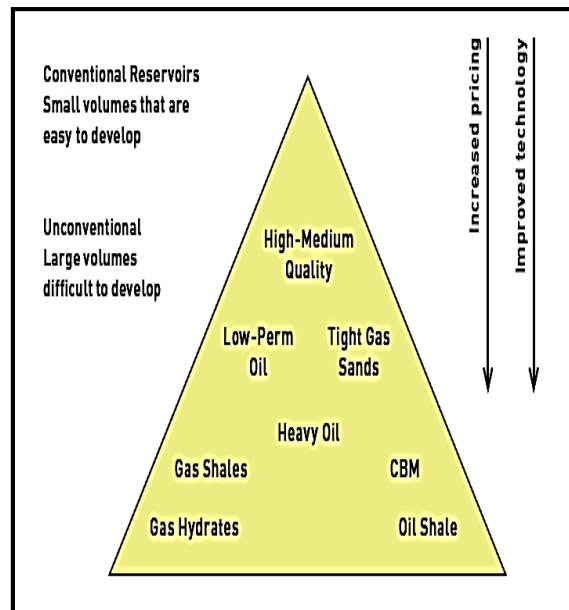 Conventional Reservoirs
Small volumes that are
easy to develop
Unconventional
Large volumes
difficult to develop
High-Medium
Quality
Low-Perm
Oil
Tight Gas
Sands
Heavy Oil
Gas Shales
CBM
Gas Hydrates
Oil Shale
Increased pricing
Improved technology